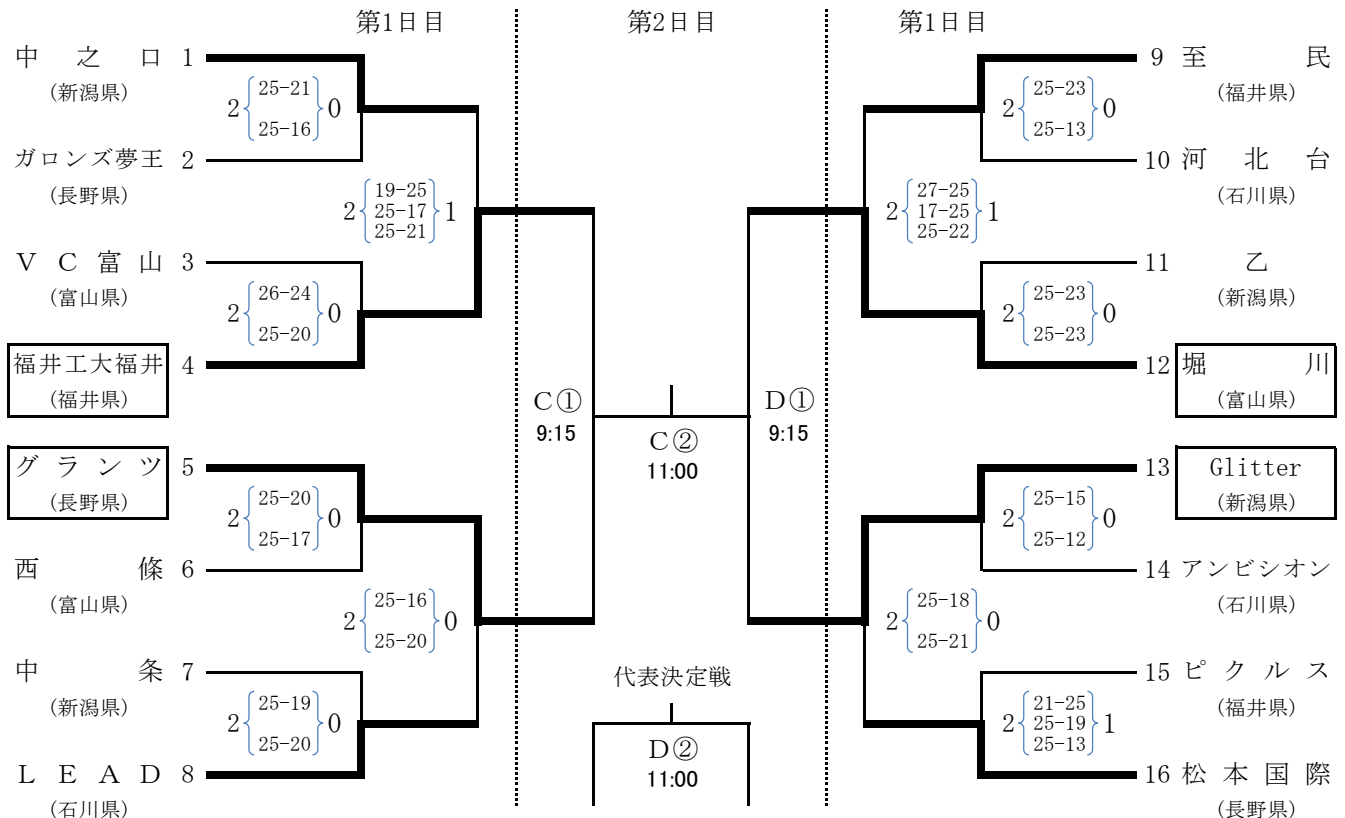 第1日目 第2日目 第1日目
中之口 1
(新潟県)
2 25-21 0
25-16
ガロンズ夢王 2
(長野県)
2 19-25 1
25-17
25-21
VC富山 3
(富山県)
2 26-24 0
25-20
福井工大福井 4
(福井県)
グランツ 5
(長野県)
2 25-20 0
25-17
西條 6
(富山県)
2 25-16 0
25-20
中条 7
(新潟県)
2 25-19 0
25-20
LEAD 8
(石川県)
C①
9:15
C②
11:00
D①
9:15
代表決定戦
D②
11:00
9 至民
(福井県)
2 25-23 0
25-13
10 河北台
(石川県)
2 27-25 1
17-25
25-22
11 乙
(新潟県)
2 25-23 0
25-23
12 堀川
(富山県)
13 Glitter
(新潟県)
2 25-15 0
25-12
14 アンビシオン
(石川県)
2 25-18 0
25-21
15 ピクルス
(福井県)
2 21-25 1
25-19
25-13
16 松本国際
(長野県)